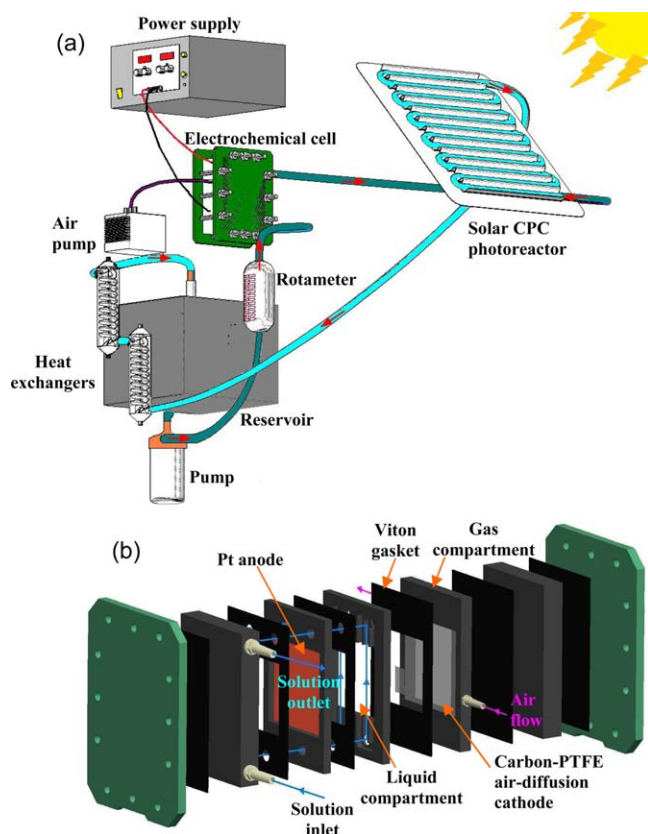 (a)
Power supply
Electrochemical cell
Air
pump
Solar CPC
photoreactor
Rotameter
Heat
exchangers
Reservoir
Pump
(b)
Viton
gasket
Gas
compartment
Pt anode
Solution
outlet
Air
flow
Liquid
compartment
Carbon-PTFE
air-diffusion
cathode
Solution
inlet